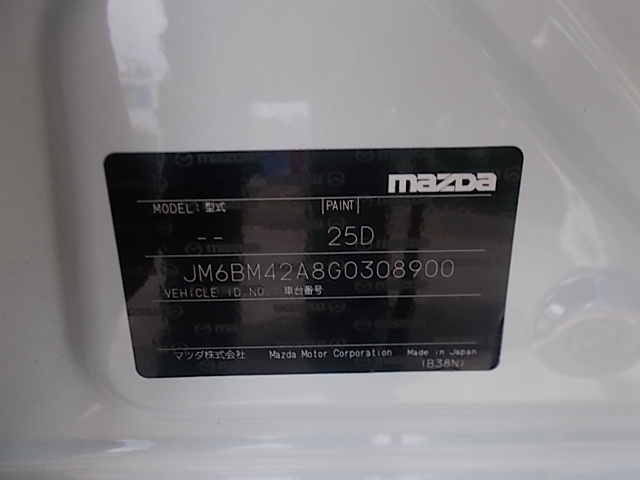 mazda
MODEL: 型式 PAINT
-- 25D
JM6BM42A8G0308900
VEHICLE ID.NO.: 車台番号
マツダ株式会社 Mazda Motor Corporation Made in Japan
(B38N)